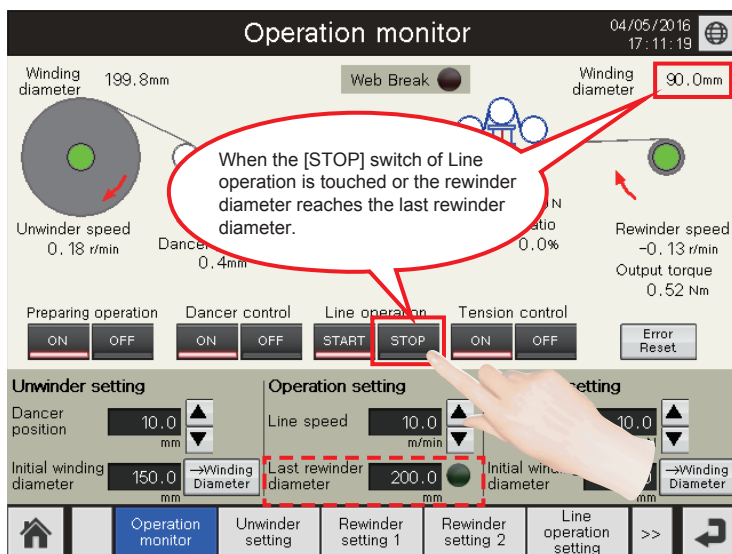 Operation monitor
04/05/2016
17:11:19
Winding
diameter
199.8mm
Web Break
Winding
diameter
90.0mm
When the [STOP] switch of Line
operation is touched or the rewinder
diameter reaches the last rewinder
diameter.
Unwinder speed
0.18 r/min
Dancer
0.4mm
N
0.0%
Rewinder speed
-0.13 r/min
Output torque
0.52 Nm
Preparing operation
Dancer control
Line operation
Tension control
ON
OFF
ON
OFF
START
STOP
ON
OFF
Error
Reset
Unwinder setting
Operation setting
setting
Dancer
position
10.0
mm
▲
▼
Line speed
10.0
m/min
▲
▼
10.0
▲
▼
Initial winding
diameter
150.0
mm
→Winding
Diameter
Last rewinder
diameter
200.0
mm
Initial winding
diameter
mm
→Winding
Diameter
Operation
monitor
Unwinder
setting
Rewinder
setting 1
Rewinder
setting 2
Line
operation
setting
>>